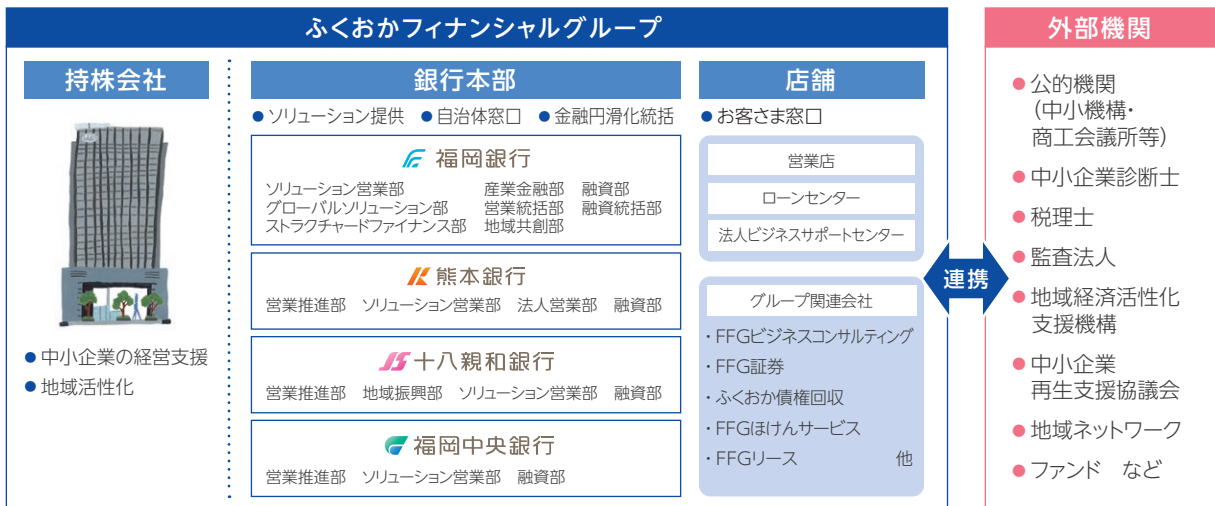 ふくおかフィナンシャルグループ
持株会社
● 中小企業の経営支援
● 地域活性化
銀行本部
● ソリューション提供 ● 自治体窓口 ● 金融円滑化統括
福岡銀行
ソリューション営業部 産業金融部 融資部
グローバルソリューション部 営業統括部 融資統括部
ストラクチャードファイナンス部 地域共創部
熊本銀行
営業推進部 ソリューション営業部 法人営業部 融資部
十八親和銀行
営業推進部 地域振興部 ソリューション営業部 融資部
福岡中央銀行
営業推進部 ソリューション営業部 融資部
店舗
● お客さま窓口
営業店
ローンセンター
法人ビジネスサポートセンター
グループ関連会社
・FFGビジネスコンサルティング
・FFG証券
・ふくおか債権回収
・FFGほけんサービス
・FFGリース 他
連携
外部機関
● 公的機関
（中小機構・
商工会議所等）
● 中小企業診断士
● 税理士
● 監査法人
● 地域経済活性化
支援機構
● 中小企業
再生支援協議会
● 地域ネットワーク
● ファンド など